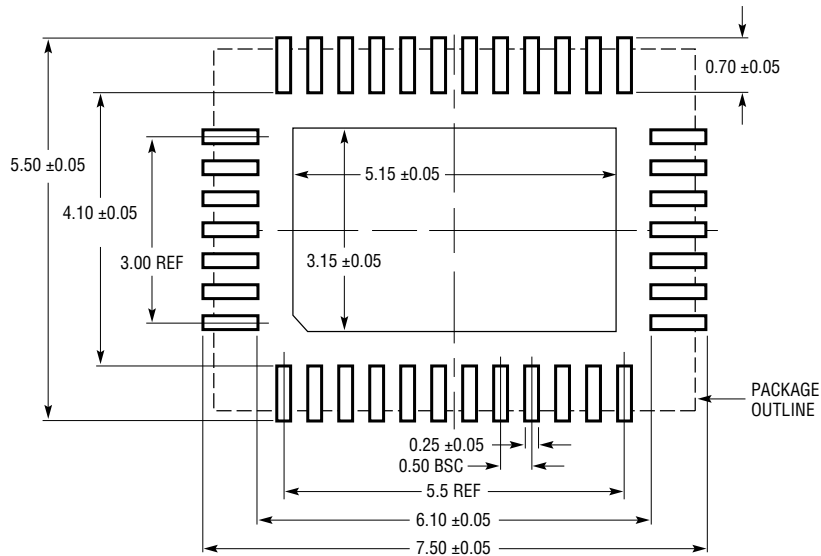 0.70 ±0.05
5.50 ±0.05
5.15 ±0.05
4.10 ±0.05
3.00 REF
3.15 ±0.05
PACKAGE
OUTLINE
0.25 ±0.05
0.50 BSC
5.5 REF
6.10 ±0.05
7.50 ±0.05